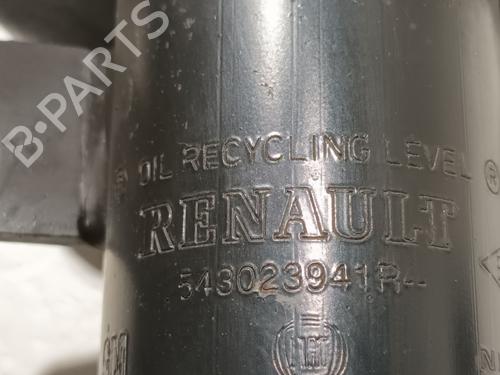 B-PARTS
OIL RECYCLING LEVEL
RENAULT
543023941R--